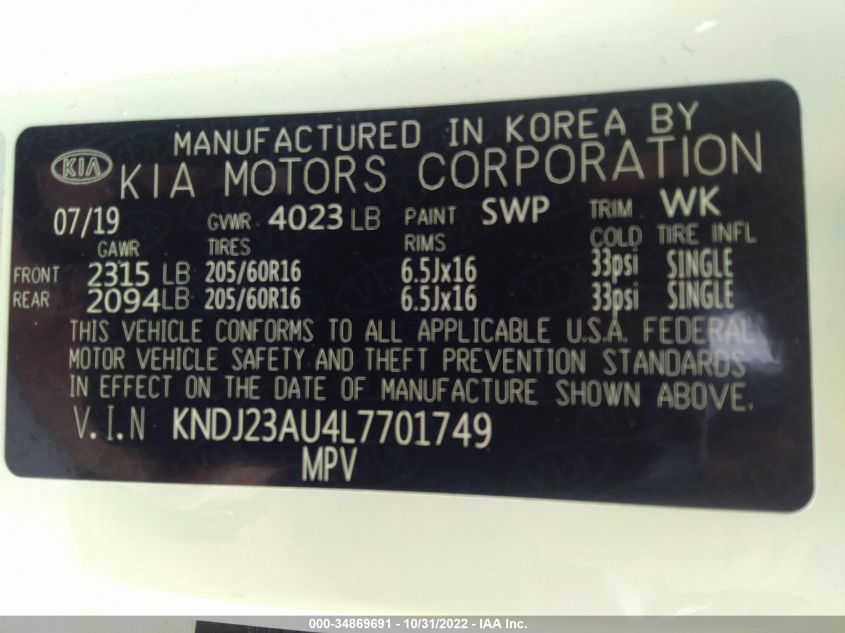 MANUFACTURED IN KOREA BY
KIA KIA MOTORS CORPORATION
07/19 GVWR 4023 LB PAINT SWP TRIM WK
GAWR TIRES RIMS COLD TIRE INFL
FRONT 2315 LB 205/60R16 6.5Jx16 33psi SINGLE
REAR 2094 LB 205/60R16 6.5Jx16 33psi SINGLE
THIS VEHICLE CONFORMS TO ALL APPLICABLE U.S.A. FEDERAL
MOTOR VEHICLE SAFETY AND THEFT PREVENTION STANDARDS
IN EFFECT ON THE DATE OF MANUFACTURE SHOWN ABOVE.
V.I.N KNDJ23AU4L7701749
MPV
000-34869691 - 10/31/2022 - IAA Inc.